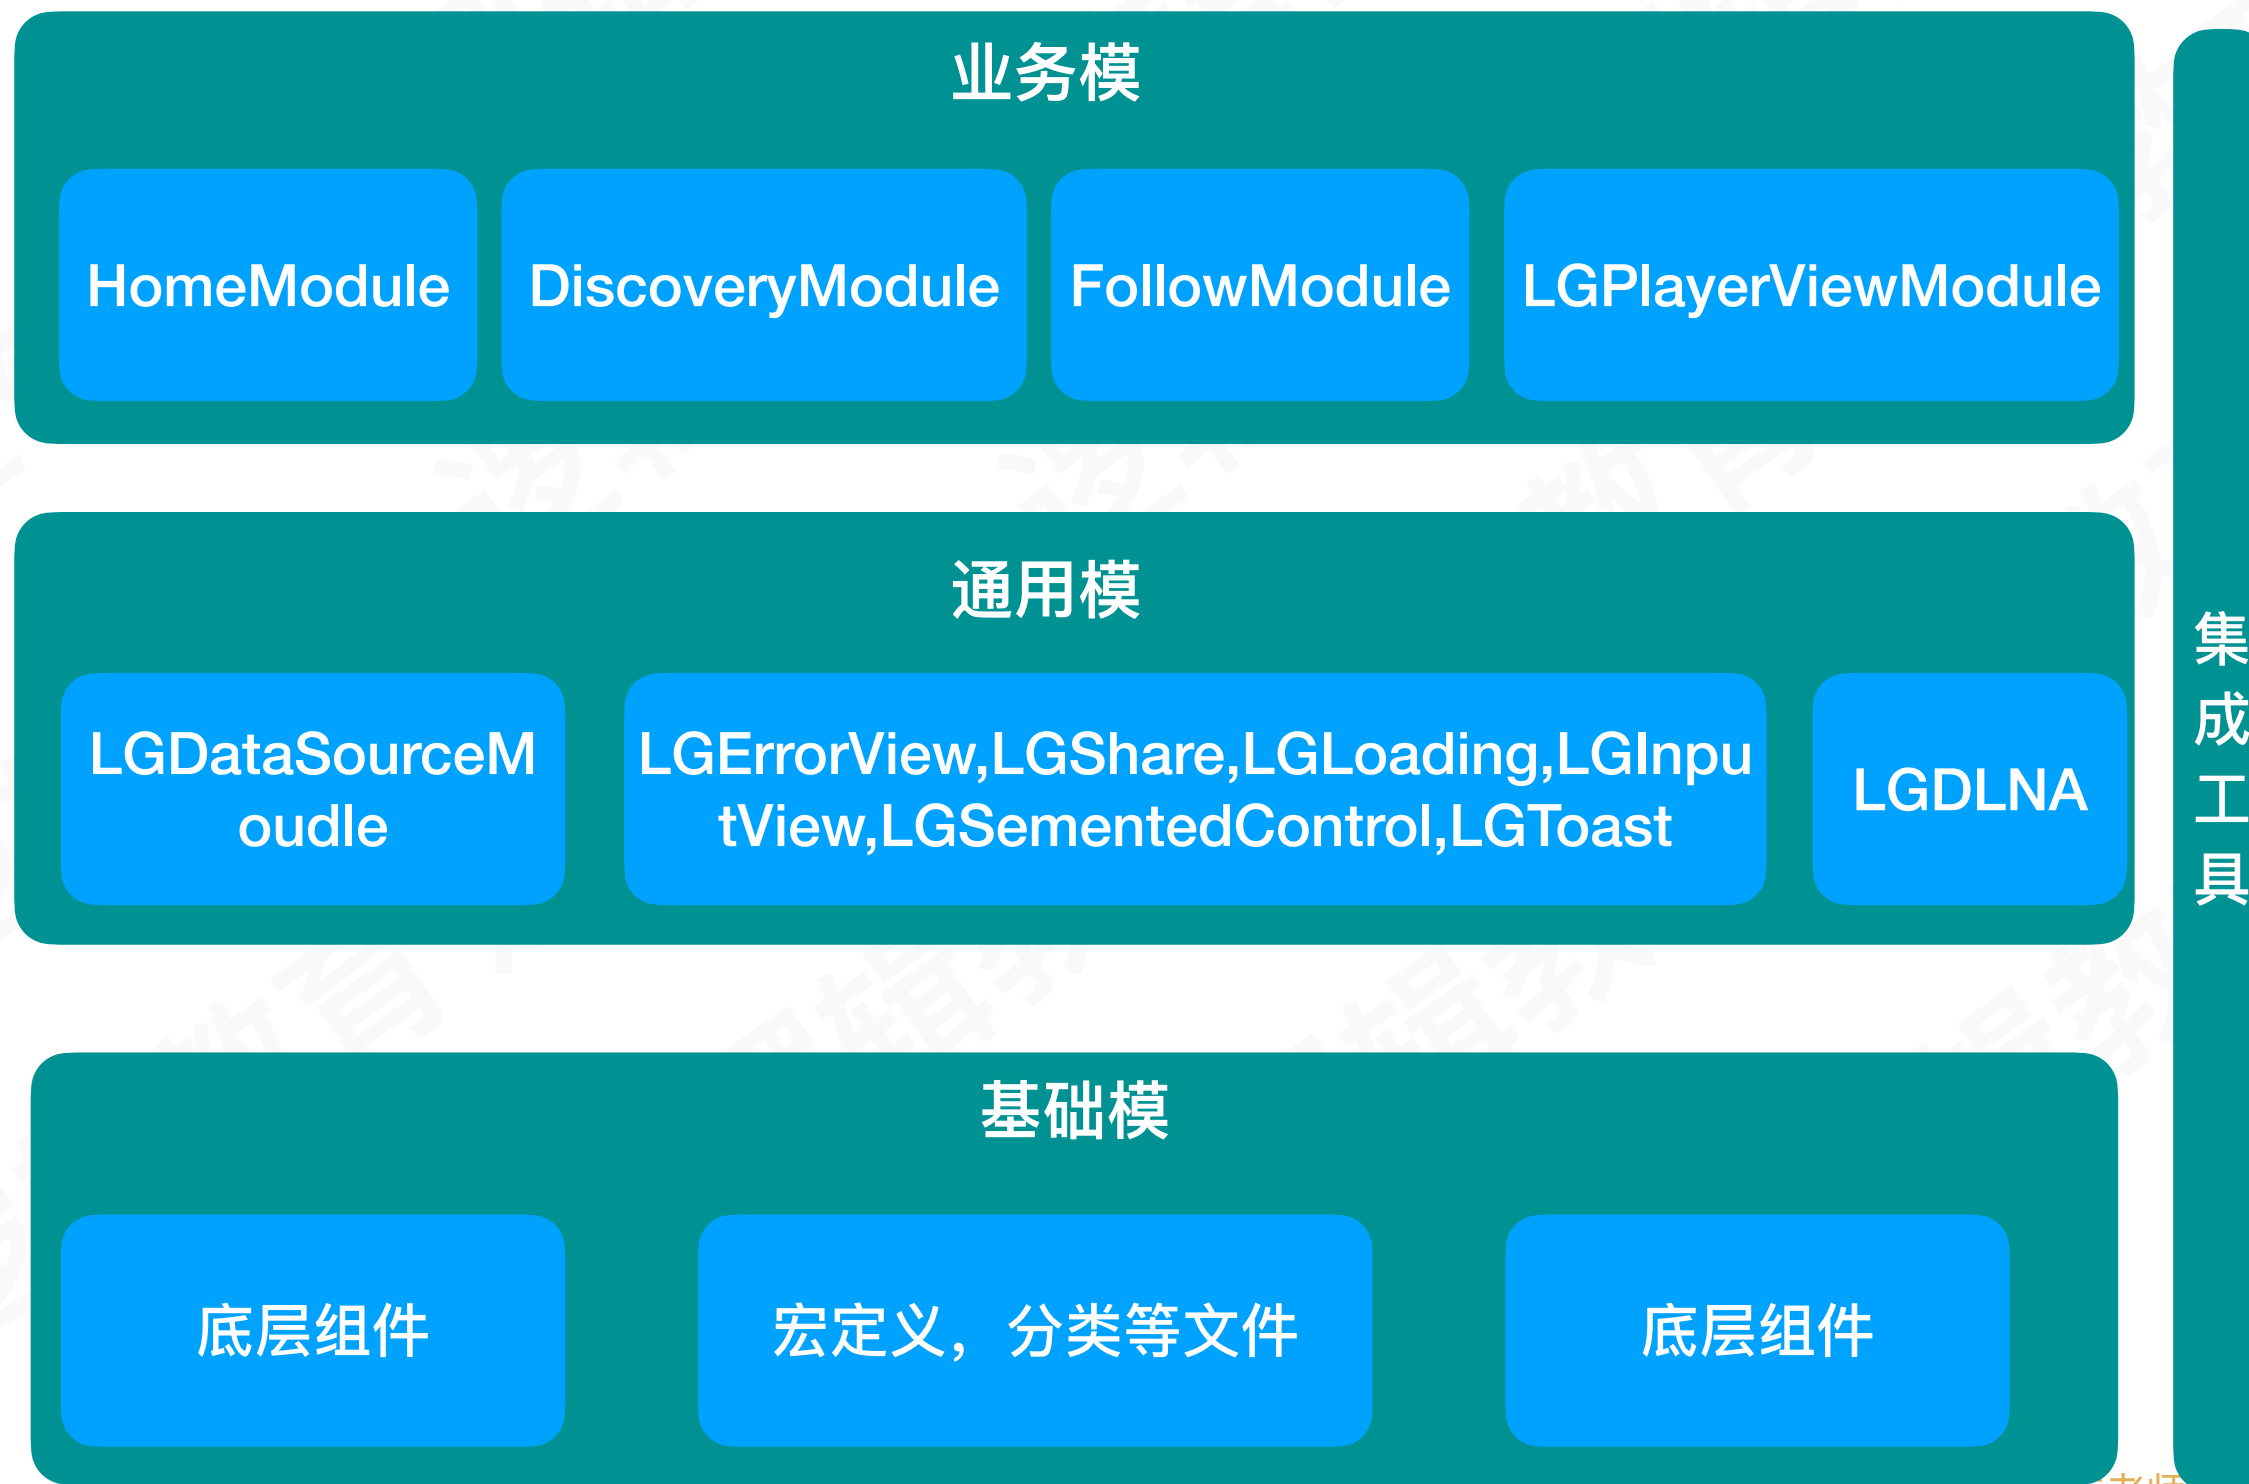 业务模
HomeModule
DiscoveryModule
FollowModule
LGPlayerViewModule
通用模
LGDataSourceM
oudle
LGErrorView,LGShare,LGLoading,LGInpu
tView,LGSementedControl,LGToast
LGDLNA
基础模
底层组件
宏定义，分类等文件
底层组件
集
成
工
具